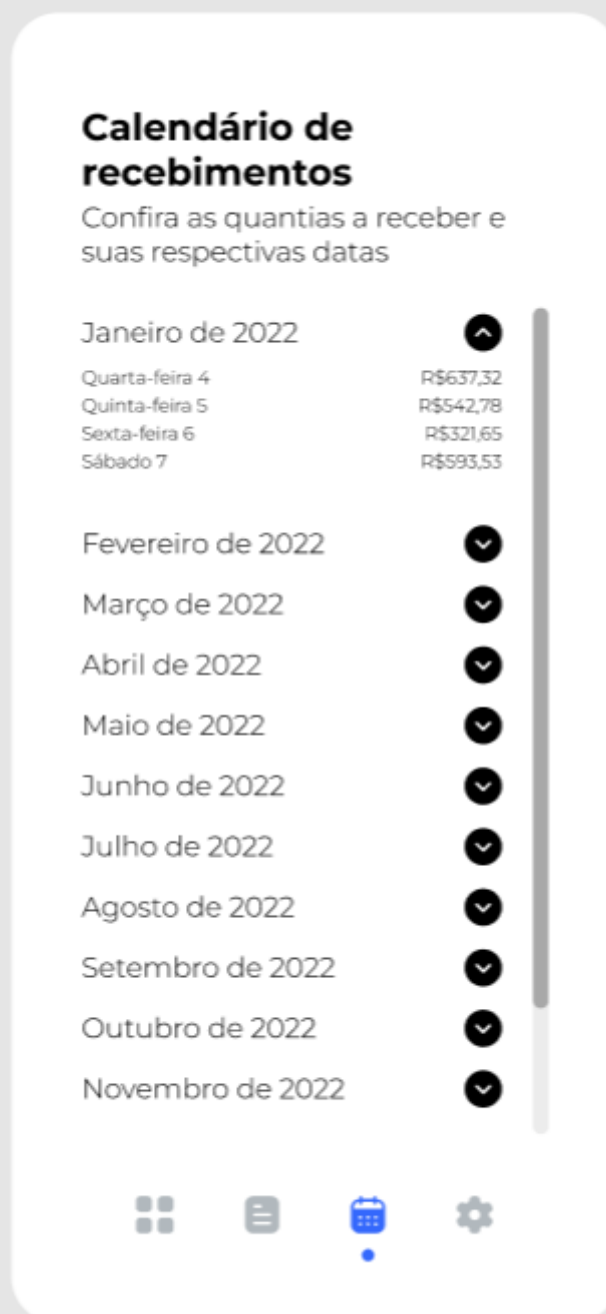 Calendário de
recebimentos
Confira as quantias a receber e
suas respectivas datas
Janeiro de 2022
Quarta-feira 4 R$637,32
Quinta-feira 5 R$542,78
Sexta-feira 6 R$321,65
Sábado 7 R$593,53
Fevereiro de 2022
Março de 2022
Abril de 2022
Maio de 2022
Junho de 2022
Julho de 2022
Agosto de 2022
Setembro de 2022
Outubro de 2022
Novembro de 2022